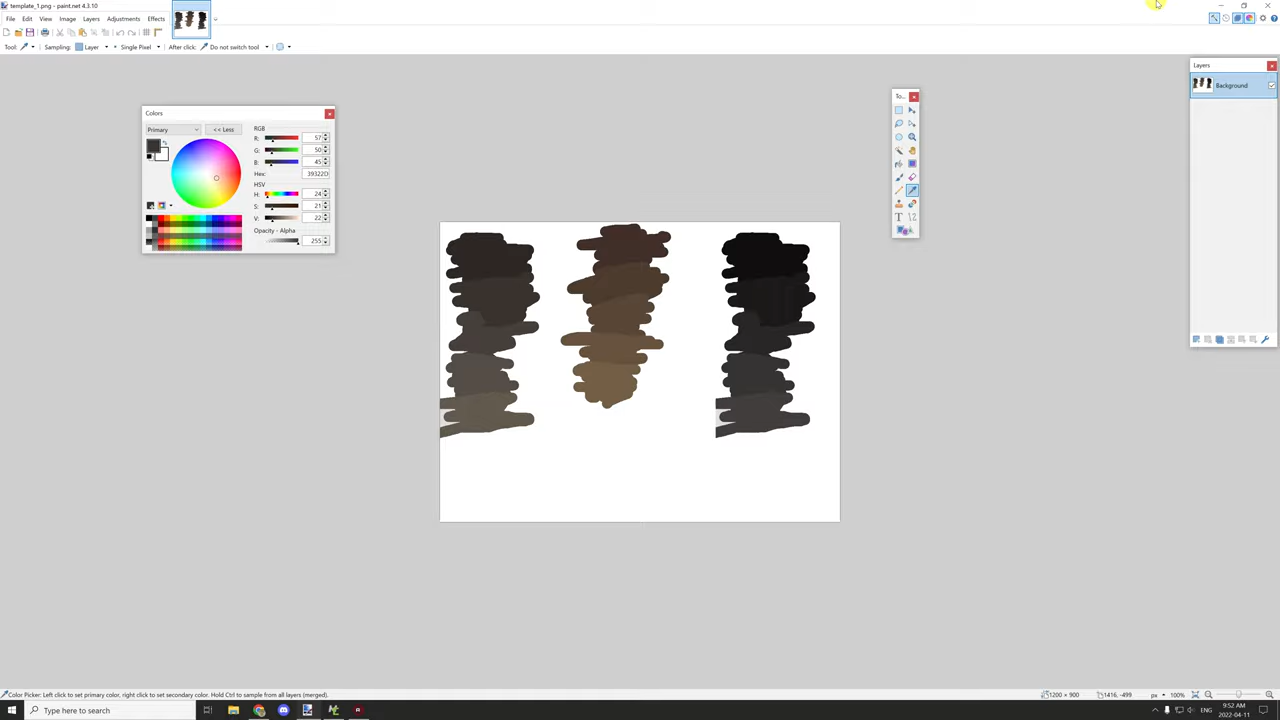 template_1.png - paint.net 4.3.10
File Edit View Image Layers Adjustments Effects
Tool: Sampling: Layer Single Pixel After click: Do not switch tool
Colors
Primary << Less
RGB
R: 57
G: 50
B: 45
Hex: 39322D
HSV
H: 24
S: 21
V: 22
Opacity - Alpha
255
To...
Layers
Background
Color Picker: Left click to set primary color, right click to set secondary color. Hold Ctrl to sample from all layers (merged).
1200 × 900 1416, -499 px 100%
Type here to search
ENG
9:52 AM
2022-04-11